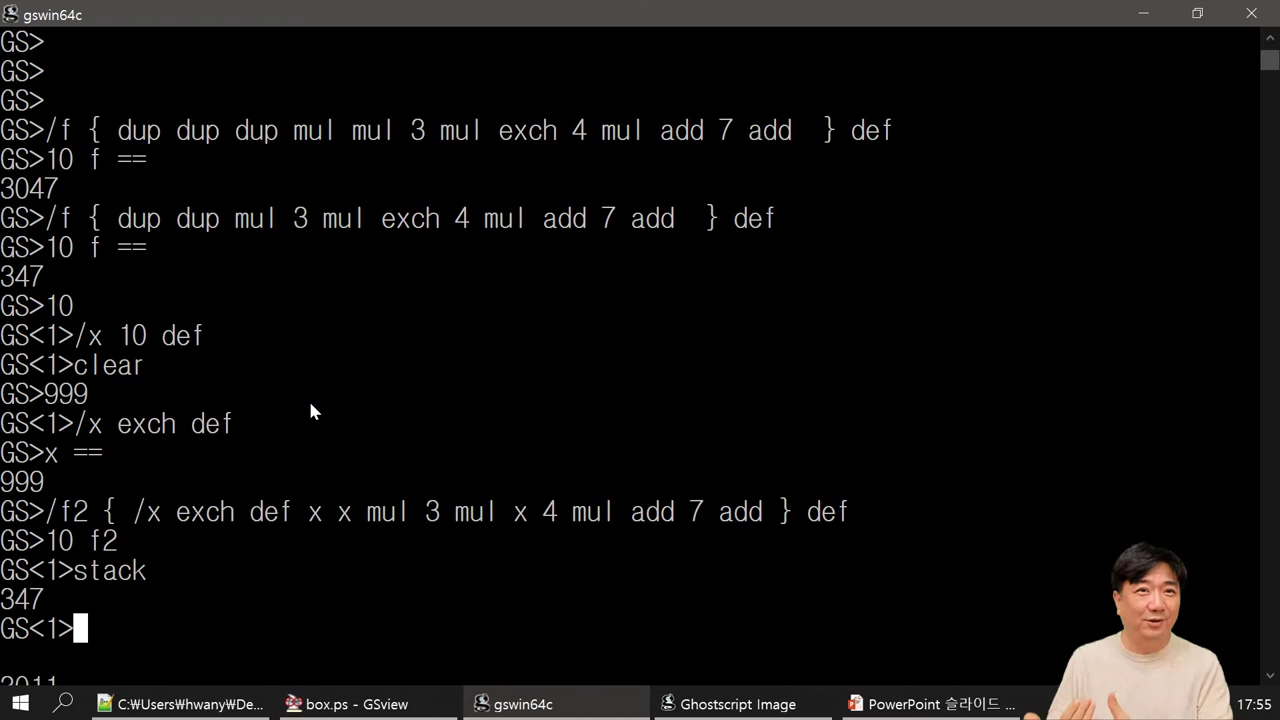 gswin64c
GS>
GS>
GS>
GS>/f { dup dup dup mul mul 3 mul exch 4 mul add 7 add  } def
GS>10 f ==
3047
GS>/f { dup dup mul 3 mul exch 4 mul add 7 add  } def
GS>10 f ==
347
GS>10
GS<1>/x 10 def
GS<1>clear
GS>999
GS<1>/x exch def
GS>x ==
999
GS>/f2 { /x exch def x x mul 3 mul x 4 mul add 7 add } def
GS>10 f2
GS<1>stack
347
GS<1>
C:₩Users₩hwany₩De... box.ps - GSview gswin64c Ghostscript Image PowerPoint 슬라이드 ... 17:55